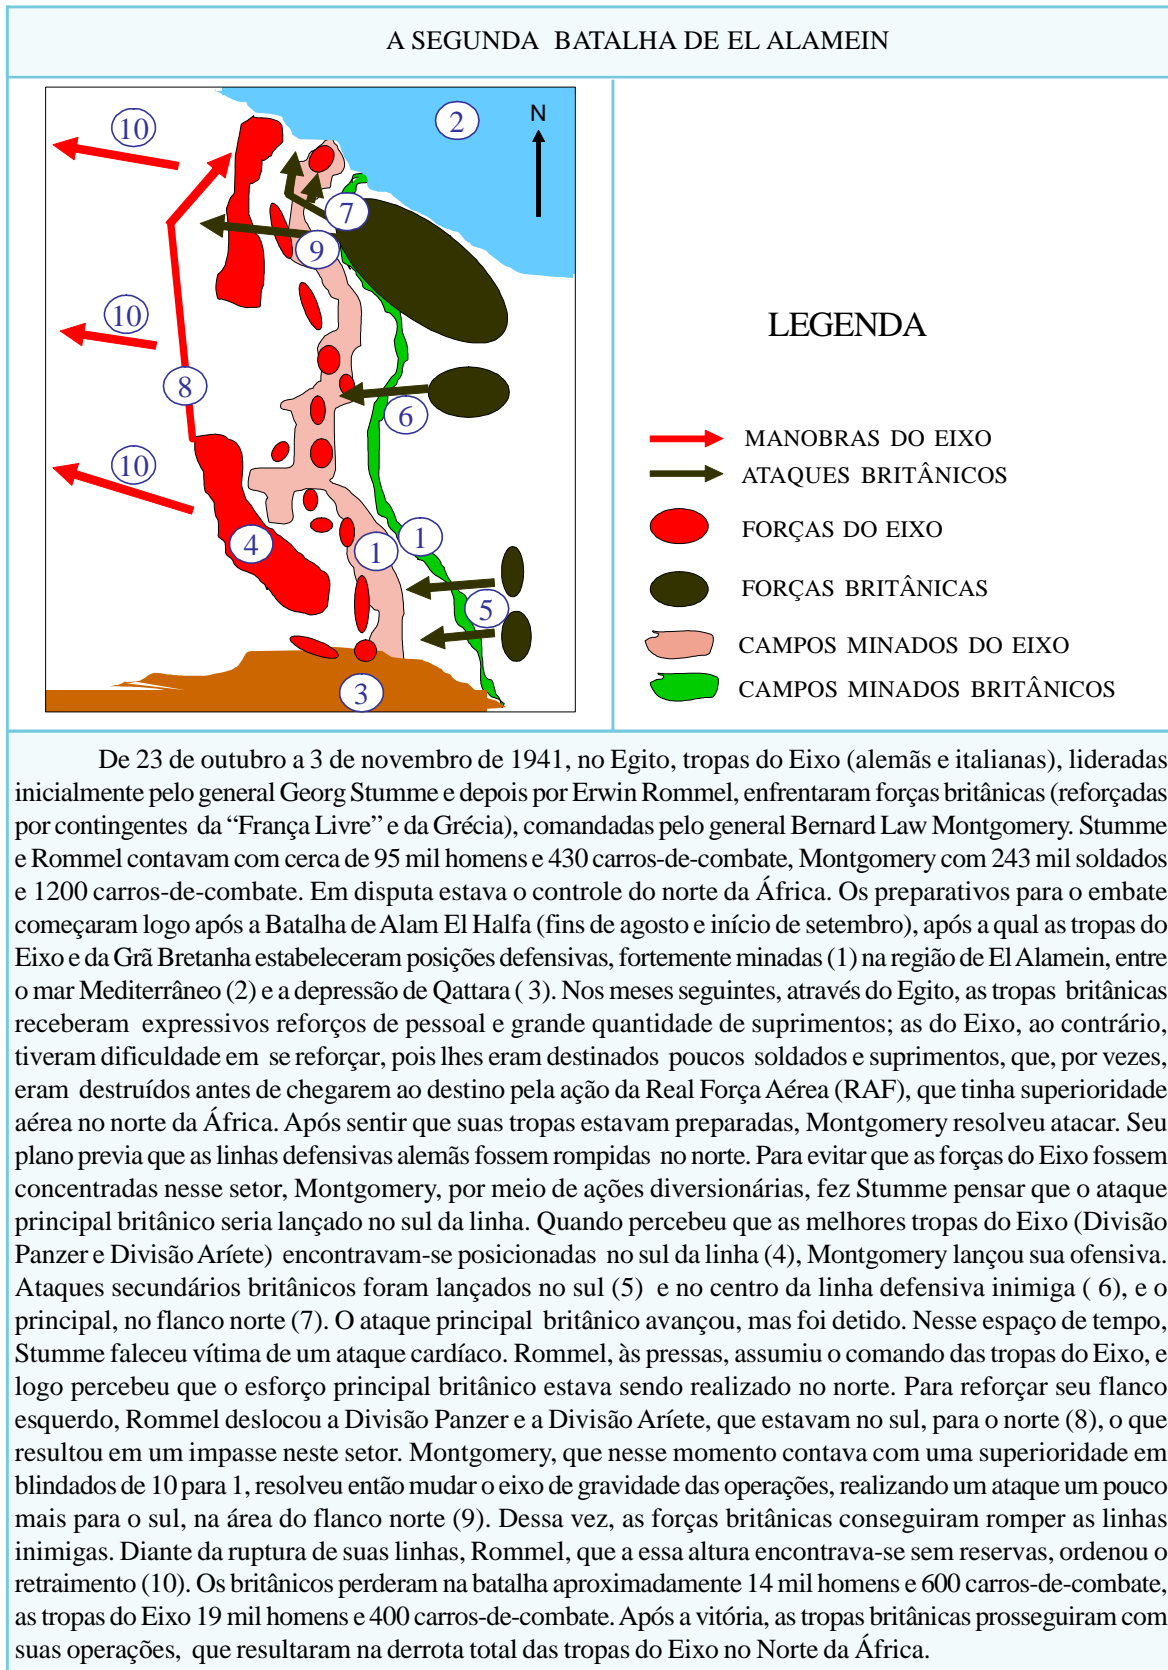 A SEGUNDA BATALHA DE EL ALAMEIN
10
2
N
7
9
10
8
6
10
4
1
1
5
3
LEGENDA
MANOBRAS DO EIXO
ATAQUES BRITÂNICOS
FORÇAS DO EIXO
FORÇAS BRITÂNICAS
CAMPOS MINADOS DO EIXO
CAMPOS MINADOS BRITÂNICOS
De 23 de outubro a 3 de novembro de 1941, no Egito, tropas do Eixo (alemãs e italianas), lideradas
inicialmente pelo general Georg Stumme e depois por Erwin Rommel, enfrentaram forças britânicas (reforçadas
por contingentes da “França Livre” e da Grécia), comandadas pelo general Bernard Law Montgomery. Stumme
e Rommel contavam com cerca de 95 mil homens e 430 carros-de-combate, Montgomery com 243 mil soldados
e 1200 carros-de-combate. Em disputa estava o controle do norte da África. Os preparativos para o embate
começaram logo após a Batalha de Alam El Halfa (fins de agosto e início de setembro), após a qual as tropas do
Eixo e da Grã Bretanha estabeleceram posições defensivas, fortemente minadas (1) na região de El Alamein, entre
o mar Mediterrâneo (2) e a depressão de Qattara ( 3). Nos meses seguintes, através do Egito, as tropas britânicas
receberam expressivos reforços de pessoal e grande quantidade de suprimentos; as do Eixo, ao contrário,
tiveram dificuldade em se reforçar, pois lhes eram destinados poucos soldados e suprimentos, que, por vezes,
eram destruídos antes de chegarem ao destino pela ação da Real Força Aérea (RAF), que tinha superioridade
aérea no norte da África. Após sentir que suas tropas estavam preparadas, Montgomery resolveu atacar. Seu
plano previa que as linhas defensivas alemãs fossem rompidas no norte. Para evitar que as forças do Eixo fossem
concentradas nesse setor, Montgomery, por meio de ações diversionárias, fez Stumme pensar que o ataque
principal britânico seria lançado no sul da linha. Quando percebeu que as melhores tropas do Eixo (Divisão
Panzer e Divisão Aríete) encontravam-se posicionadas no sul da linha (4), Montgomery lançou sua ofensiva.
Ataques secundários britânicos foram lançados no sul (5) e no centro da linha defensiva inimiga ( 6), e o
principal, no flanco norte (7). O ataque principal britânico avançou, mas foi detido. Nesse espaço de tempo,
Stumme faleceu vítima de um ataque cardíaco. Rommel, às pressas, assumiu o comando das tropas do Eixo, e
logo percebeu que o esforço principal britânico estava sendo realizado no norte. Para reforçar seu flanco
esquerdo, Rommel deslocou a Divisão Panzer e a Divisão Aríete, que estavam no sul, para o norte (8), o que
resultou em um impasse neste setor. Montgomery, que nesse momento contava com uma superioridade em
blindados de 10 para 1, resolveu então mudar o eixo de gravidade das operações, realizando um ataque um pouco
mais para o sul, na área do flanco norte (9). Dessa vez, as forças britânicas conseguiram romper as linhas
inimigas. Diante da ruptura de suas linhas, Rommel, que a essa altura encontrava-se sem reservas, ordenou o
retraimento (10). Os britânicos perderam na batalha aproximadamente 14 mil homens e 600 carros-de-combate,
as tropas do Eixo 19 mil homens e 400 carros-de-combate. Após a vitória, as tropas britânicas prosseguiram com
suas operações, que resultaram na derrota total das tropas do Eixo no Norte da África.